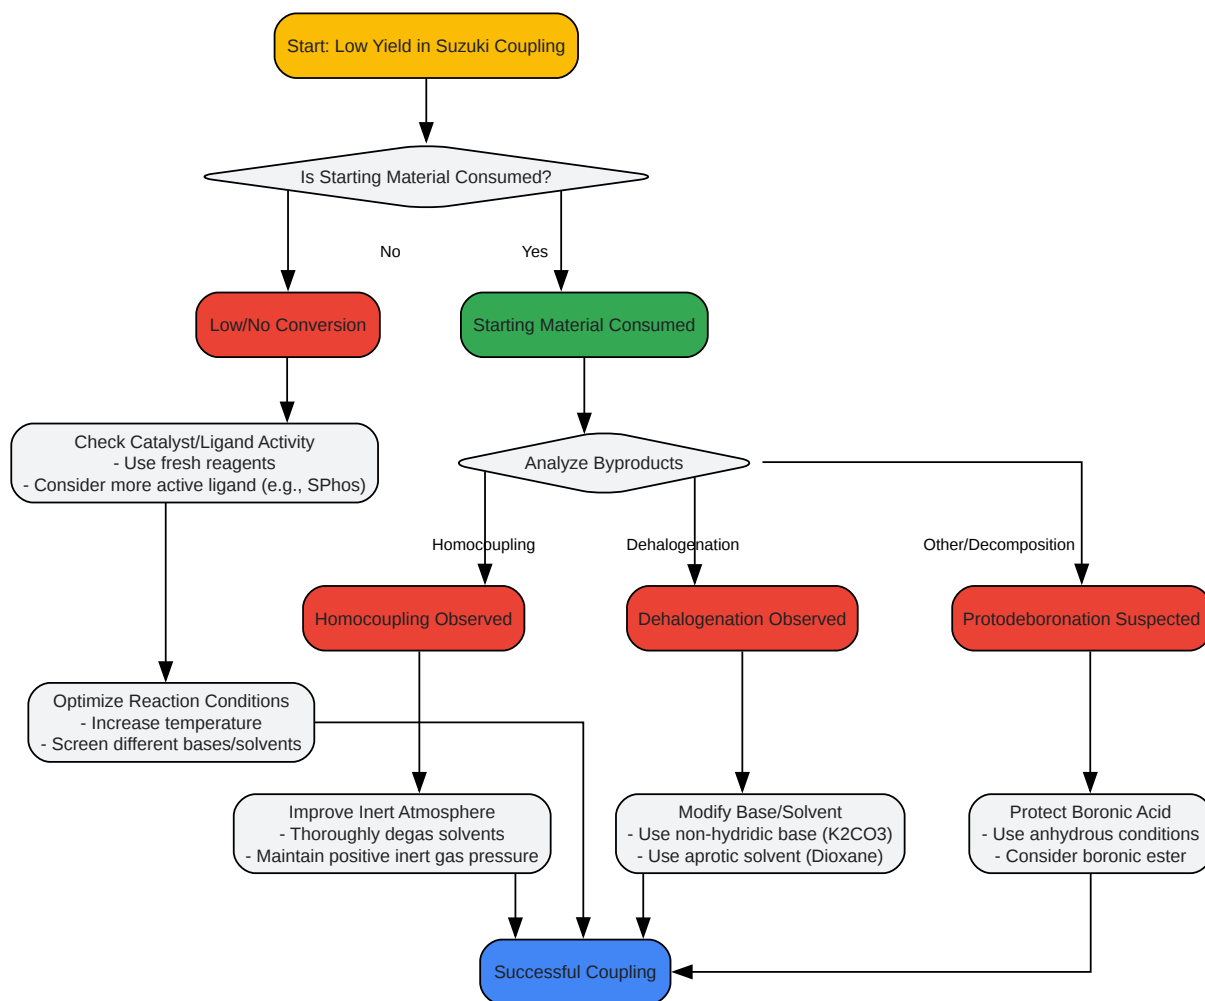 Start: Low Yield in Suzuki Coupling
Is Starting Material Consumed?
No
Yes
Low/No Conversion
Starting Material Consumed
Check Catalyst/Ligand Activity
- Use fresh reagents
- Consider more active ligand (e.g., SPhos)
Analyze Byproducts
Homocoupling
Dehalogenation
Other/Decomposition
Homocoupling Observed
Dehalogenation Observed
Protodeboronation Suspected
Optimize Reaction Conditions
- Increase temperature
- Screen different bases/solvents
Improve Inert Atmosphere
- Thoroughly degas solvents
- Maintain positive inert gas pressure
Modify Base/Solvent
- Use non-hydridic base (K2CO3)
- Use aprotic solvent (Dioxane)
Protect Boronic Acid
- Use anhydrous conditions
- Consider boronic ester
Successful Coupling